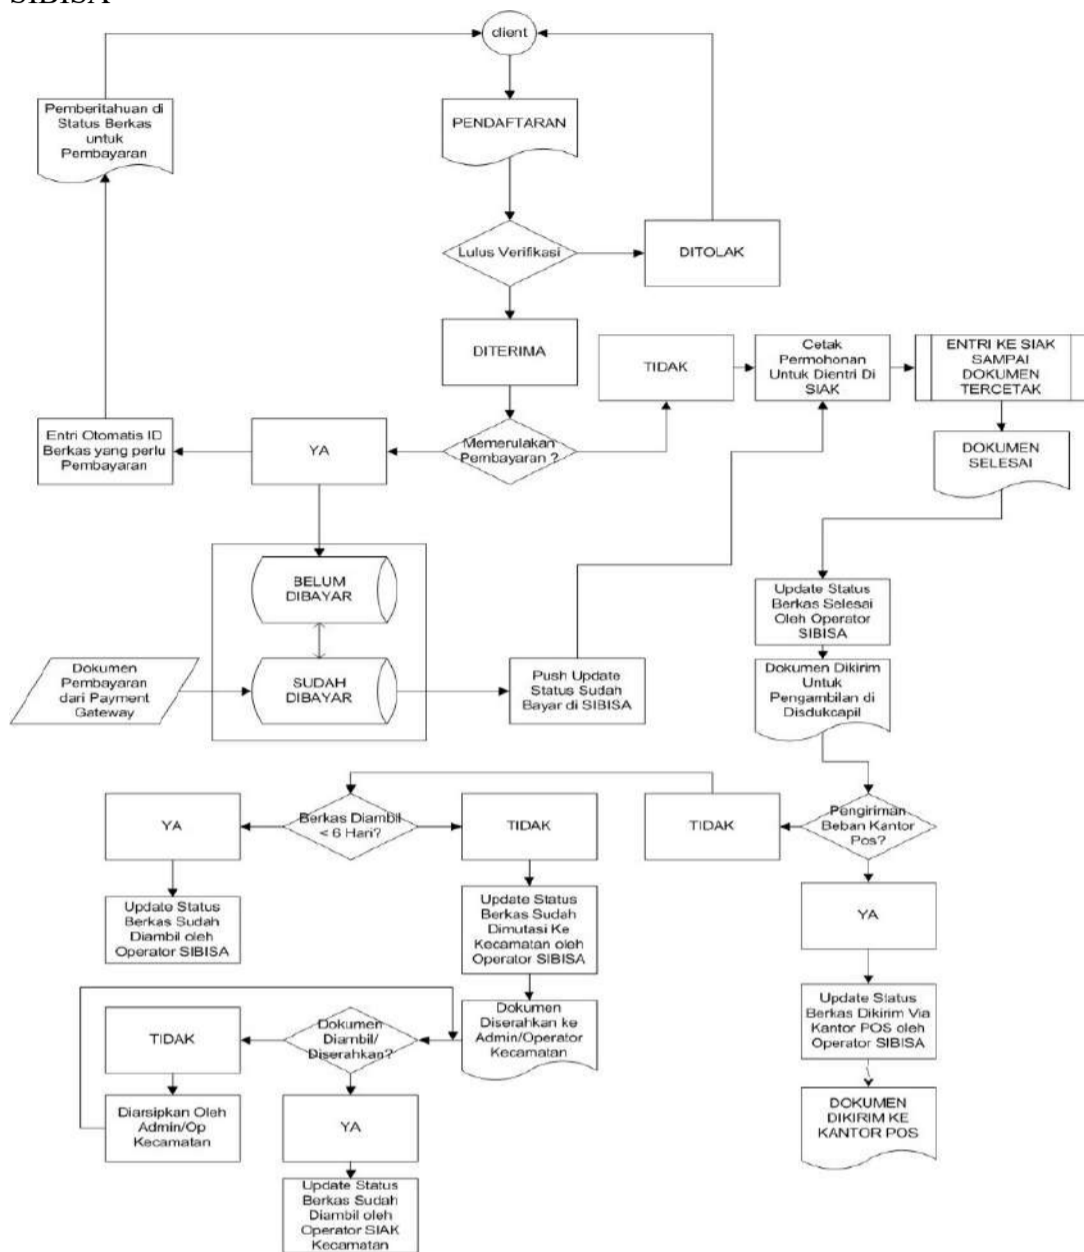 SIBISA
client
Pemberitahuan di
Status Berkas
untuk
Pembayaran
PENDAFTARAN
Lulus Verifikasi
DITOLAK
DITERIMA
TIDAK
Cetak
Permohonan
Untuk Dientri Di
SIAK
ENTRI KE SIAK
SAMPAI
DOKUMEN
TERCETAK
Entri Otomatis ID
Berkas yang perlu
Pembayaran
YA
Memerulakan
Pembayaran ?
DOKUMEN
SELESAI
BELUM
DIBAYAR
Update Status
Berkas Selesai
Oleh Operator
SIBISA
Dokumen
Pembayaran
dari Payment
Gateway
SUDAH
DIBAYAR
Push Update
Status Sudah
Bayar di SIBISA
Dokumen Dikirim
Untuk
Pengambilan di
Disdukcapil
YA
Berkas Diambil
< 6 Hari?
TIDAK
TIDAK
Pengiriman
Beban Kantor
Pos?
Update Status
Berkas Sudah
Diambil oleh
Operator SIBISA
Update Status
Berkas Sudah
Dimutasi Ke
Kecamatan oleh
Operator SIBISA
YA
TIDAK
Dokumen
Diambil/
Diserahkan?
Dokumen
Diserahkan ke
Admin/Operator
Kecamatan
Update Status
Berkas Dikirim Via
Kantor POS oleh
Operator SIBISA
Diarsipkan Oleh
Admin/Op
Kecamatan
YA
DOKUMEN
DIKIRIM KE
KANTOR POS
Update Status
Berkas Sudah
Diambil oleh
Operator SIAK
Kecamatan